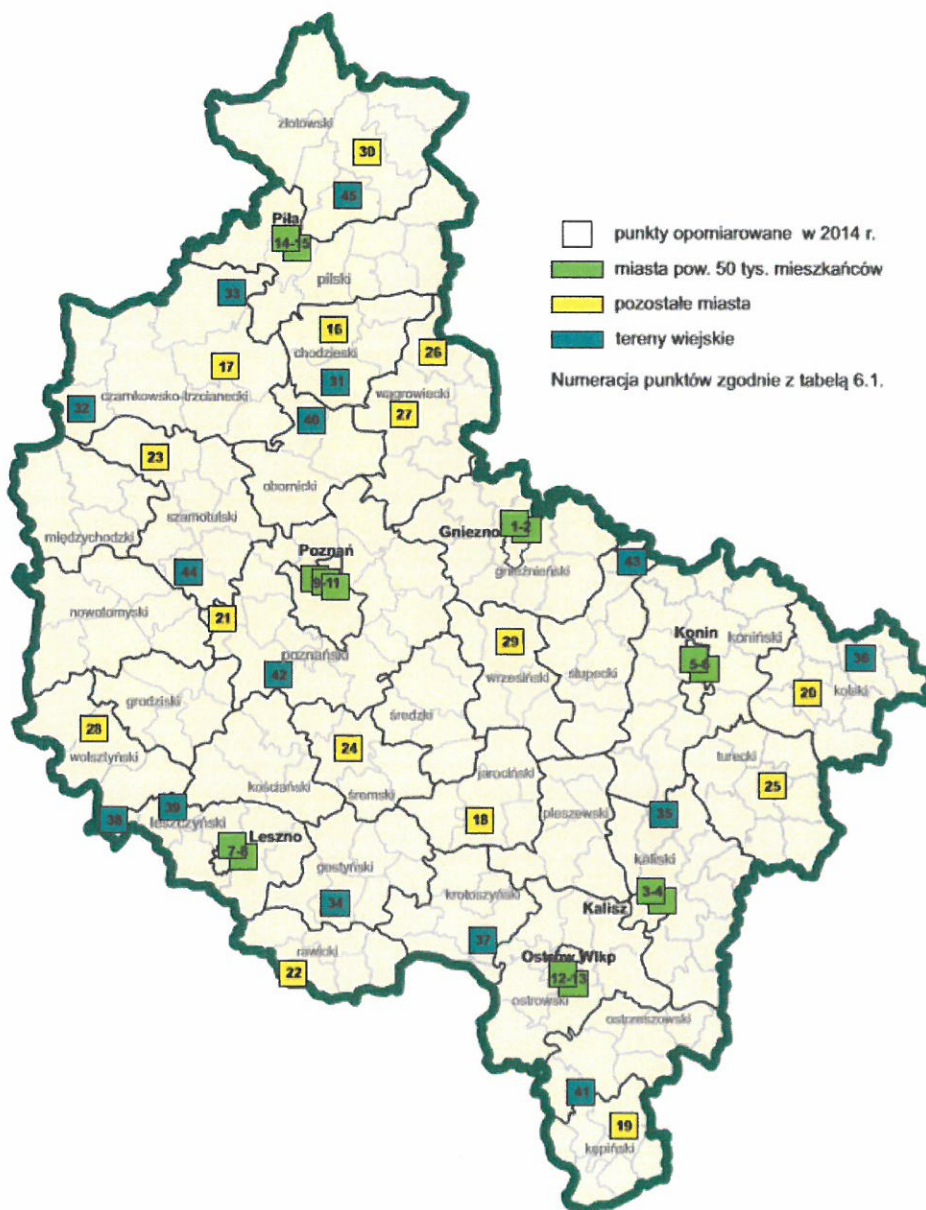 złotowski
30
45
Piła
14-15
pilski
33
16
chodzieski
26
17
31
wągrowiecki
czarnkowsko-trzcianecki
32
40
27
23
obornicki
szamotulski
międzychodzki
Gniezno
1-2
gnieźnieński
43
Poznań
9-11
44
nowotomyski
21
poznański
42
29
wrzesiński
słupecki
Konin
koniński
5-6
36
kolski
20
grodziski
28
wolsztyński
średzki
24
kościański
śremski
jarociński
18
pleszewski
turecki
25
35
38
39
leszczyński
Leszno
7-8
gostyński
34
kaliski
3-4
Kalisz
krotoszyński
37
rawicki
22
Ostrów Wlkp
12-13
ostrowski
ostrzeszowski
41
19
kępiński
punkty opomiarowane w 2014 r.
miasta pow. 50 tys. mieszkańców
pozostałe miasta
tereny wiejskie
Numeracja punktów zgodnie z tabelą 6.1.